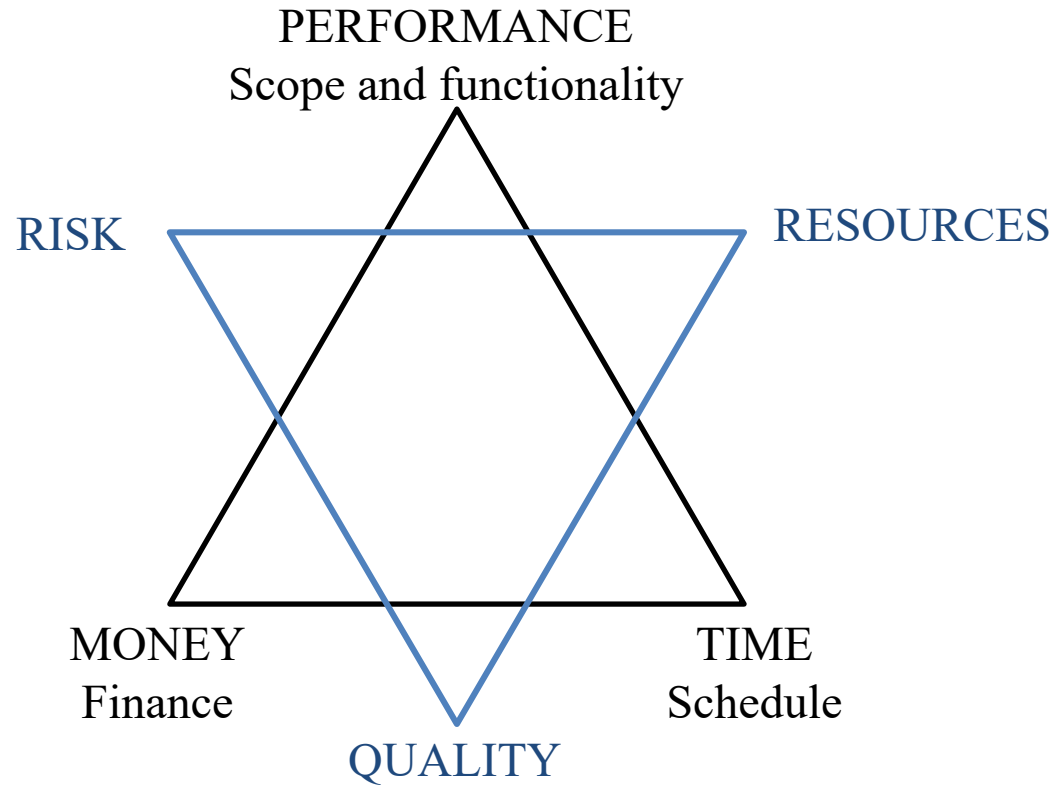 PERFORMANCE
Scope and functionality
RISK
RESOURCES
MONEY
Finance
TIME
Schedule
QUALITY